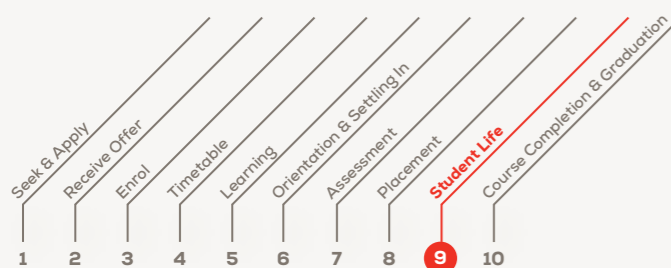 Seek & Apply
Receive Offer
Enrol
Timetable
Learning
Orientation & Settling In
Assessment
Placement
Student Life
Course Completion & Graduation
1 2 3 4 5 6 7 8 9 10